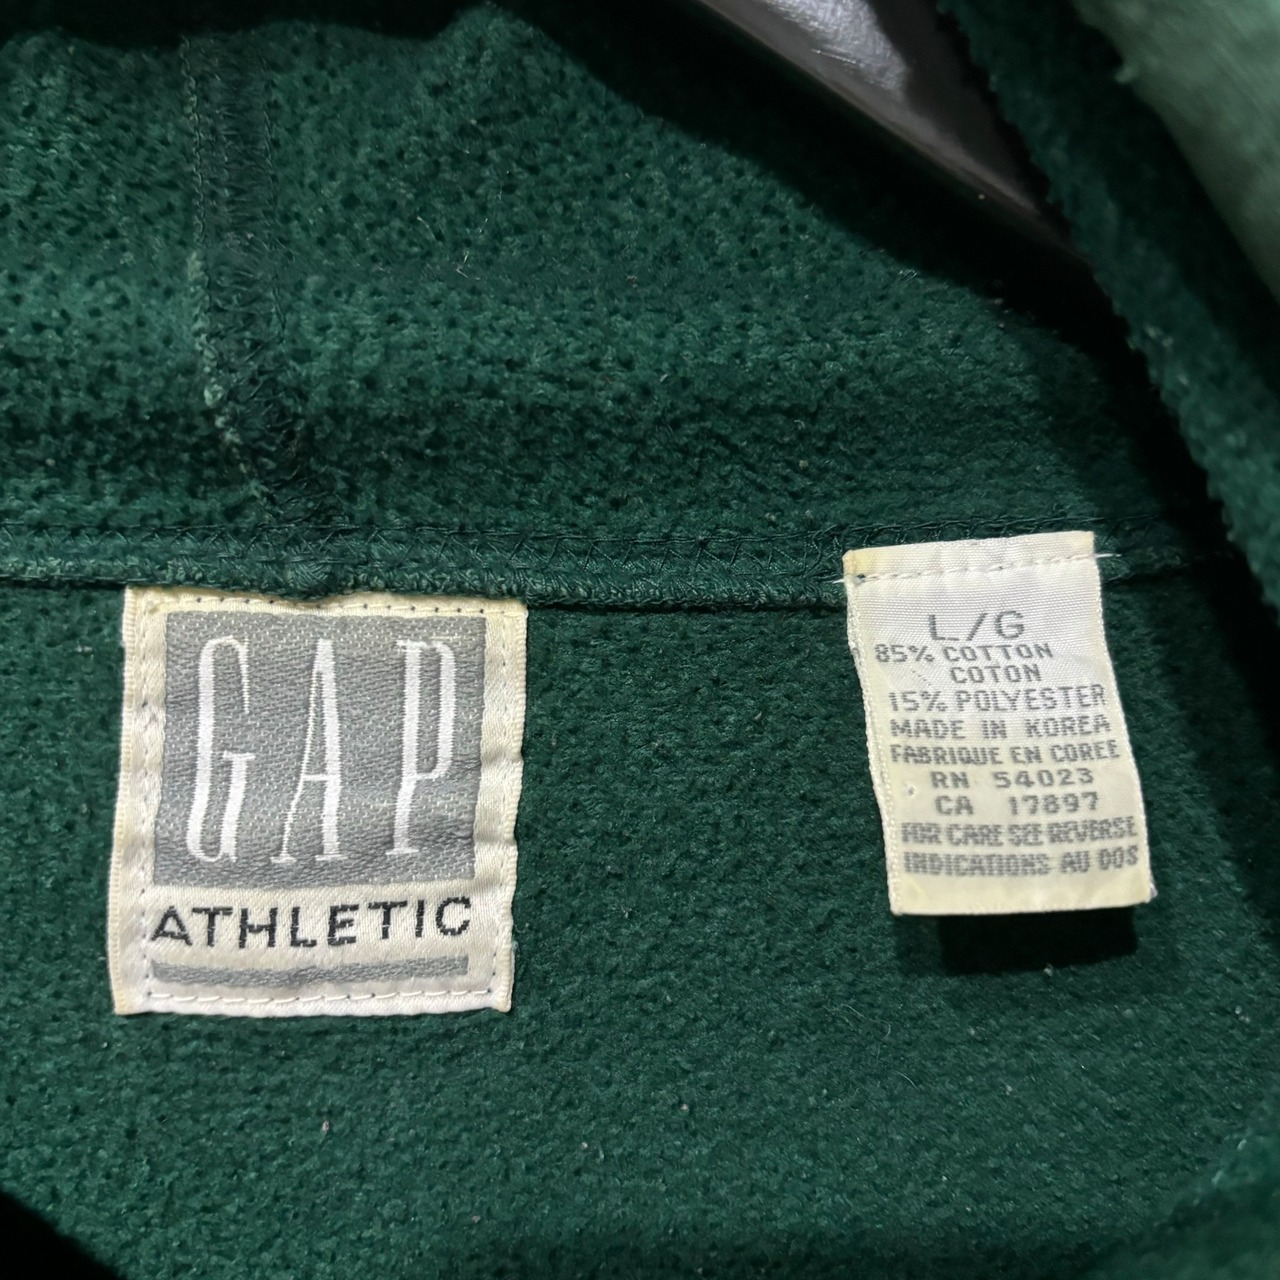 GAP
ATHLETIC
L/G
85% COTTON
COTON
15% POLYESTER
MADE IN KOREA
FABRIQUE EN COREE
RN 54023
CA 17897
FOR CARE SEE REVERSE
INDICATIONS AU DOS